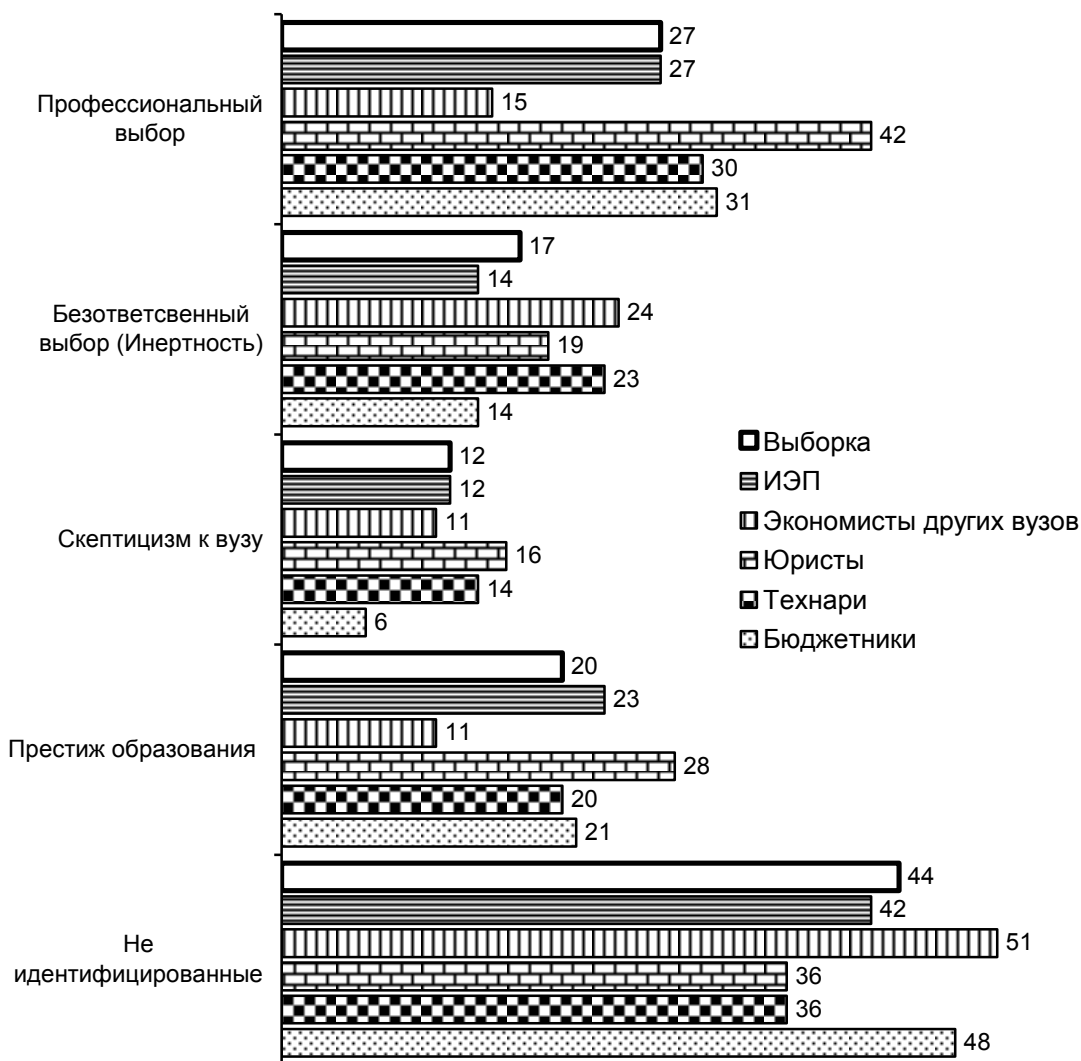 27
27
Профессиональный
выбор
15
42
30
31
17
14
Безответсвенный
выбор (Инертность)
24
19
23
14
12
12
Скептицизм к вузу
11
16
14
6
Выборка
ИЭП
Экономисты других вузов
Юристы
Технари
Бюджетники
20
23
Престиж образования
11
28
20
21
44
42
Не
идентифицированные
51
36
36
48